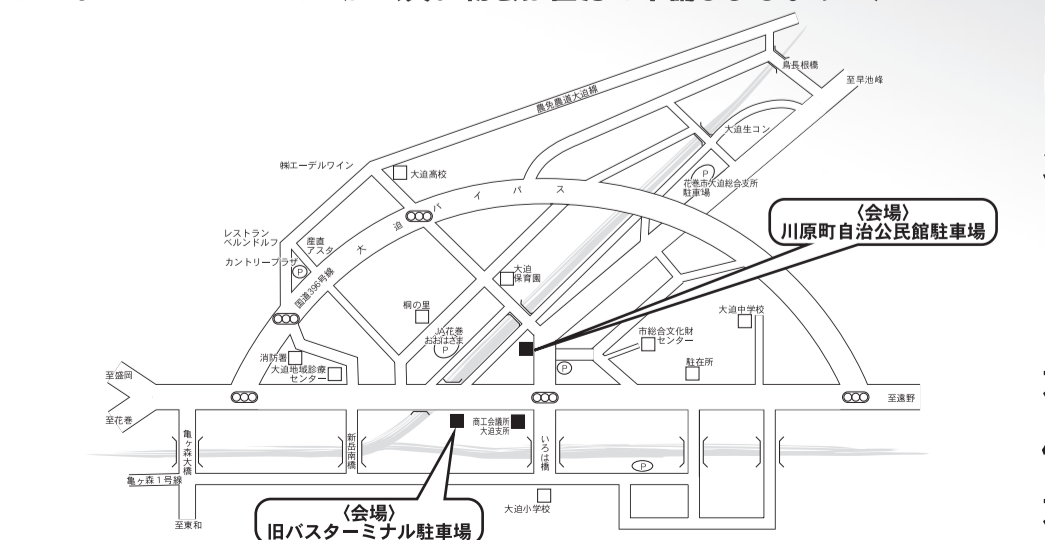 鳥長根橋
至早池峰
農免農道大迫線
大迫生コン
㈱エーデルワイン
大迫高校
花巻市大迫総合支所
駐車場
P
大迫バイパス
〈会場〉
川原町自治公民館駐車場
レストラン
ベルンドルフ
産直
アスタ
カントリープラザ
P
国道396号線
大迫
保育園
桐の里
JA花巻
おおはさま
P
大迫中学校
市総合文化財
センター
消防署
大迫地域診療
センター
P
駐在所
至盛岡
至花巻
至遠野
商工会議所
大迫支所
亀ヶ森大橋
新岳南橋
いろは橋
P
亀ヶ森1号線
大迫小学校
至東和
〈会場〉
旧バスターミナル駐車場